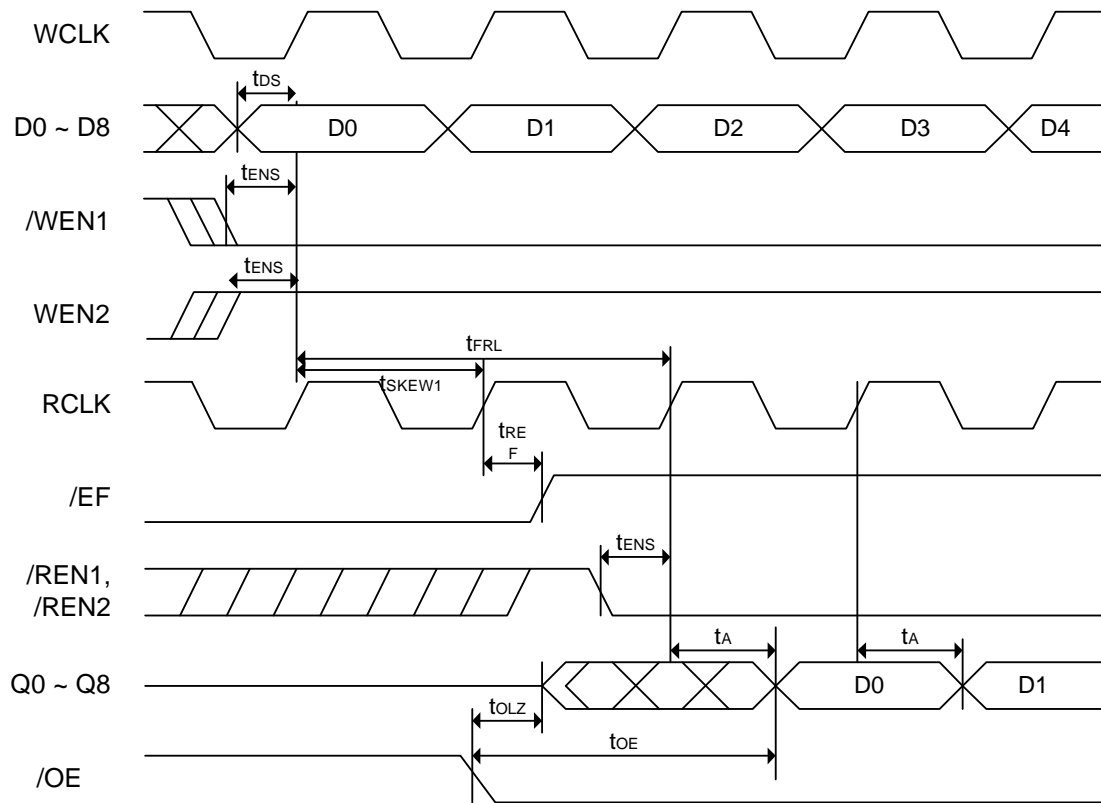 WCLK
tDS
D0 ~ D8
D0
D1
D2
D3
D4
tENS
/WEN1
tENS
WEN2
tFRL
tSKEW1
RCLK
tRE
F
/EF
tENS
/REN1,
/REN2
tA
tA
Q0 ~ Q8
D0
D1
tOLZ
tOE
/OE